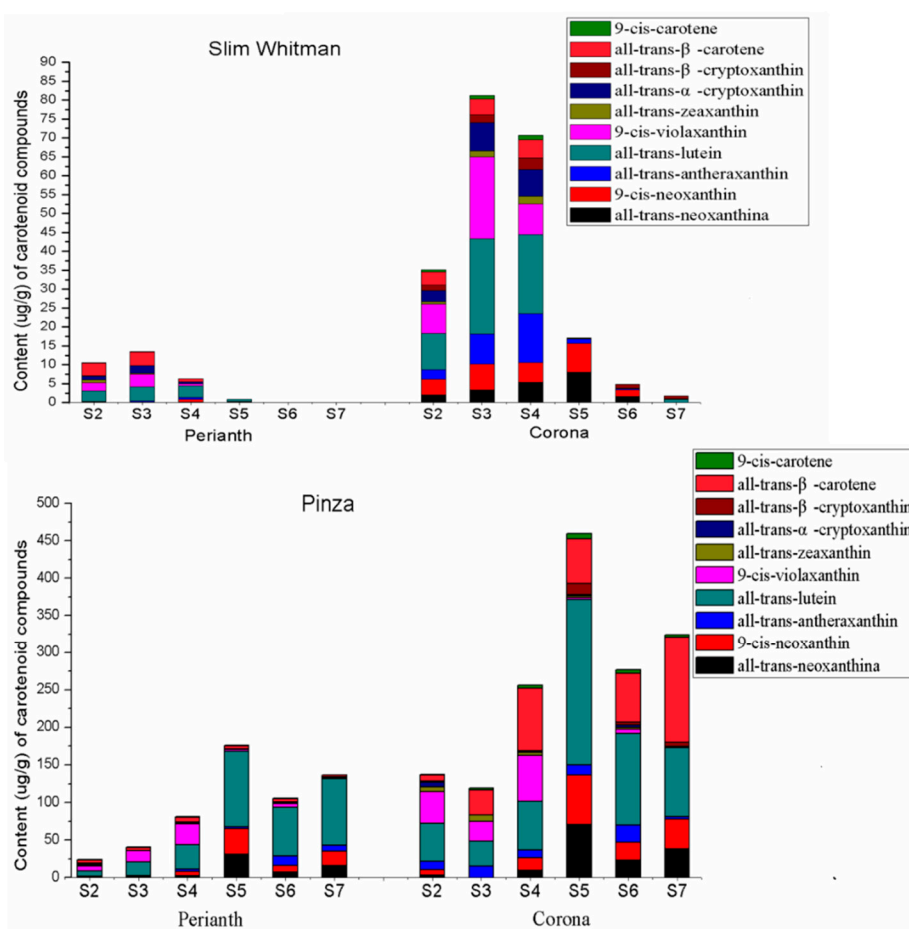 Slim Whitman
9-cis-carotene
all-trans-β -carotene
all-trans-β -cryptoxanthin
all-trans-α -cryptoxanthin
all-trans-zeaxanthin
9-cis-violaxanthin
all-trans-lutein
all-trans-antheraxanthin
9-cis-neoxanthin
all-trans-neoxanthina
Content (ug/g) of carotenoid compounds
90
85
80
75
70
65
60
55
50
45
40
35
30
25
20
15
10
5
0
S2 S3 S4 S5 S6 S7 S2 S3 S4 S5 S6 S7
Perianth Corona
Pinza
9-cis-carotene
all-trans-β -carotene
all-trans-β -cryptoxanthin
all-trans-α -cryptoxanthin
all-trans-zeaxanthin
9-cis-violaxanthin
all-trans-lutein
all-trans-antheraxanthin
9-cis-neoxanthin
all-trans-neoxanthina
Content (ug/g) of carotenoid compounds
500
450
400
350
300
250
200
150
100
50
0
S2 S3 S4 S5 S6 S7 S2 S3 S4 S5 S6 S7
Perianth Corona